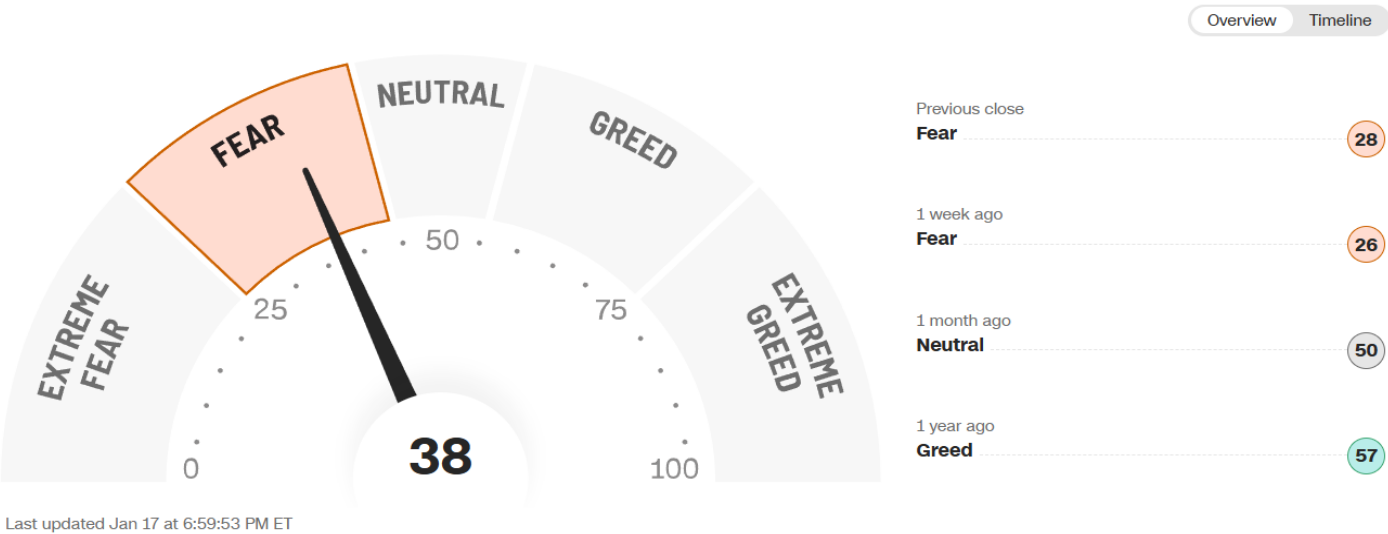 Overview
Timeline
EXTREME
FEAR
FEAR
NEUTRAL
GREED
EXTREME
GREED
0
25
50
75
100
38
Last updated Jan 17 at 6:59:53 PM ET
Previous close
Fear
28
1 week ago
Fear
26
1 month ago
Neutral
50
1 year ago
Greed
57